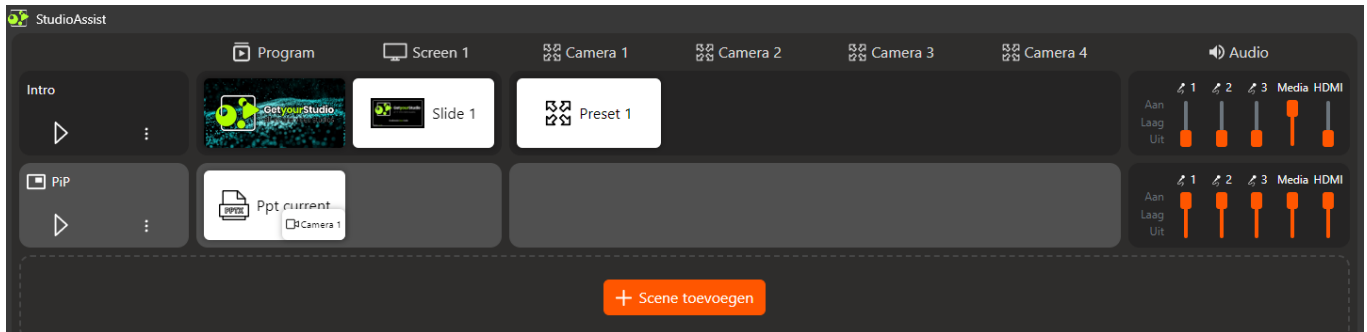 StudioAssist
Program Screen 1 Camera 1 Camera 2 Camera 3 Camera 4 Audio
Intro
GetyourStudio
Slide 1
Preset 1
1 2 3 Media HDMI
Aan
Laag
Uit
PiP
PPTX
Ppt current
Camera 1
1 2 3 Media HDMI
Aan
Laag
Uit
+ Scene toevoegen